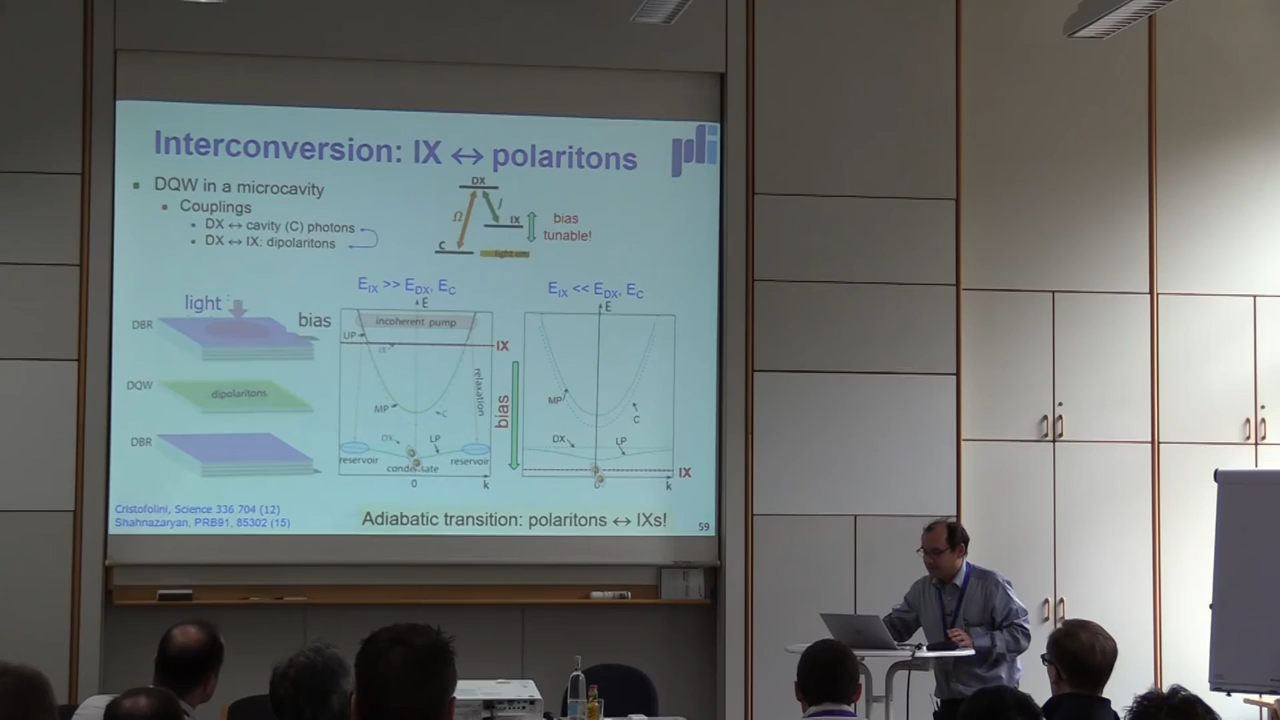 Interconversion: IX ↔ polaritons
pdi
DQW in a microcavity
Couplings
DX ↔ cavity (C) photons
DX ↔ IX: dipolaritons
DX
Ω
J
IX
C
bias
tunable!
light
bias
DBR
DQW
dipolaritons
DBR
E_IX >> E_DX, E_C
E
incoherent pump
UP
IX
IX
MP
C
relaxation
DX
LP
reservoir
condensate
reservoir
0
k
bias
E_IX << E_DX, E_C
E
MP
C
DX
LP
IX
0
k
Cristofolini, Science 336 704 (12)
Shahnazaryan, PRB91, 85302 (15)
Adiabatic transition: polaritons ↔ IXs!
59